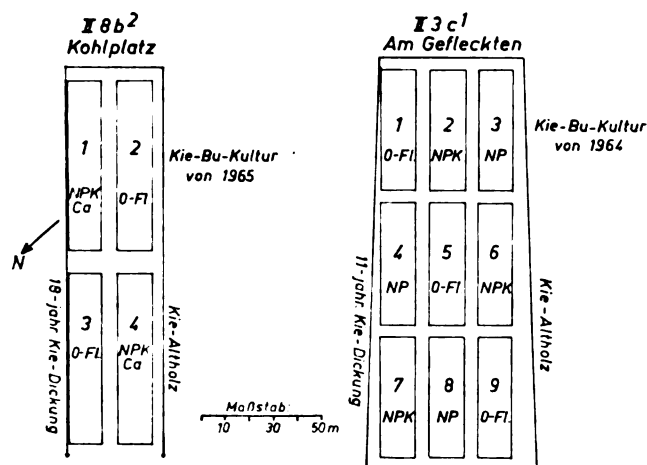 II 8b²
Kohlplatz
1
NPK
Ca
2
0-Fl
3
0-Fl.
4
NPK
Ca
Kie-Bu-Kultur
von 1965
N
18-jahr. Kie-Dickung
Kie-Altholz
Maßstab
10 30 50 m
II 3c¹
Am Gefleckten
1
0-Fl.
2
NPK
3
NP
4
NP
5
0-Fl
6
NPK
7
NPK
8
NP
9
0-Fl.
Kie-Bu-Kultur
von 1964
11-jahr. Kie-Dickung
Kie-Altholz